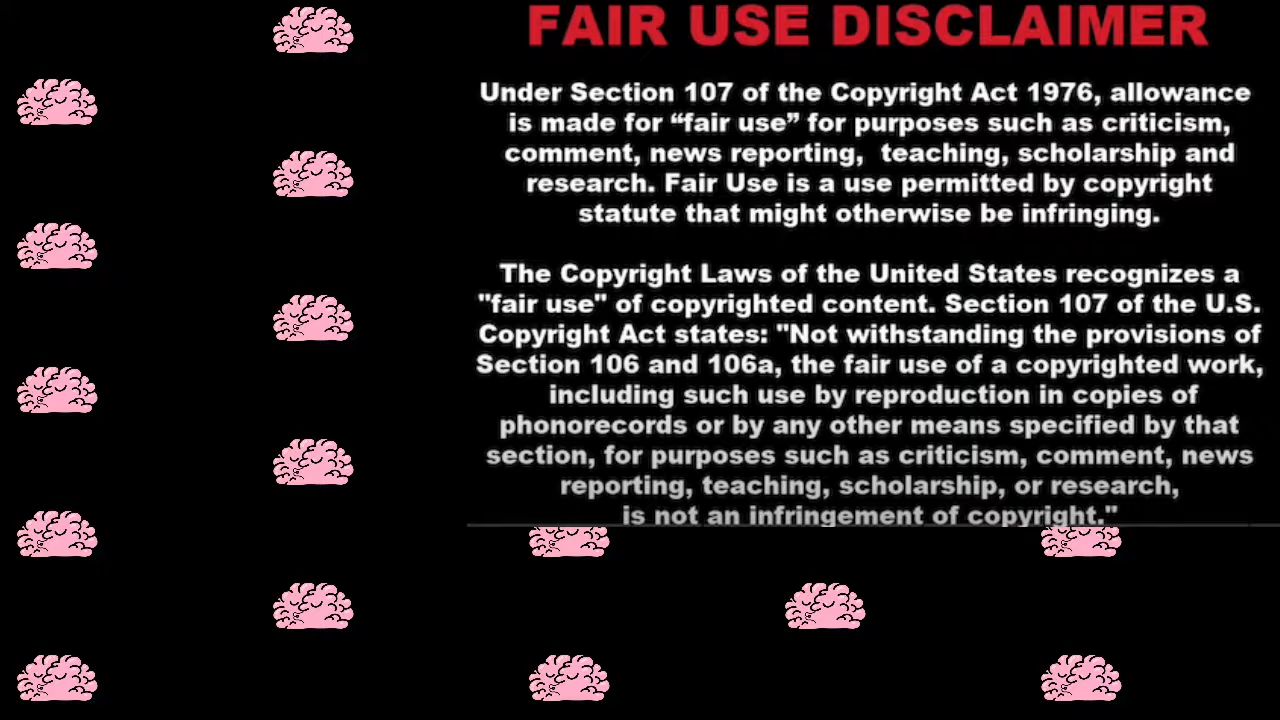 FAIR USE DISCLAIMER
Under Section 107 of the Copyright Act 1976, allowance
is made for “fair use” for purposes such as criticism,
comment, news reporting,  teaching, scholarship and
research. Fair Use is a use permitted by copyright
statute that might otherwise be infringing.
The Copyright Laws of the United States recognizes a
"fair use" of copyrighted content. Section 107 of the U.S.
Copyright Act states: "Not withstanding the provisions of
Section 106 and 106a, the fair use of a copyrighted work,
including such use by reproduction in copies of
phonorecords or by any other means specified by that
section, for purposes such as criticism, comment, news
reporting, teaching, scholarship, or research,
is not an infringement of copyright."